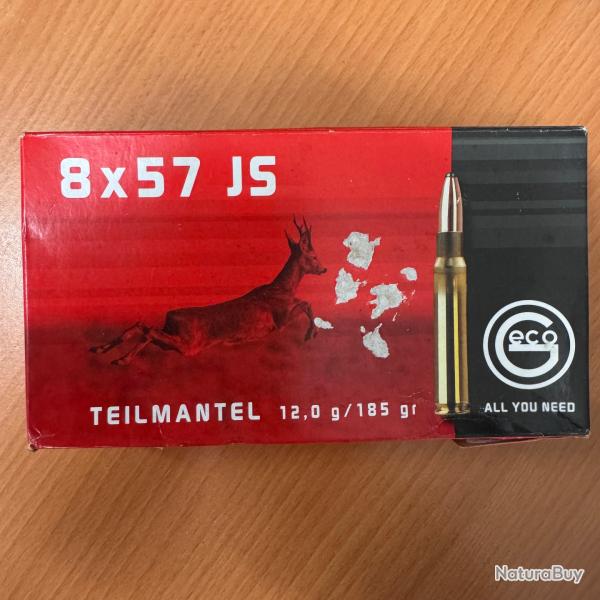 8x57 JS
Geco
ALL YOU NEED
TEILMANTEL 12,0 g/185 gr
NaturaBuy